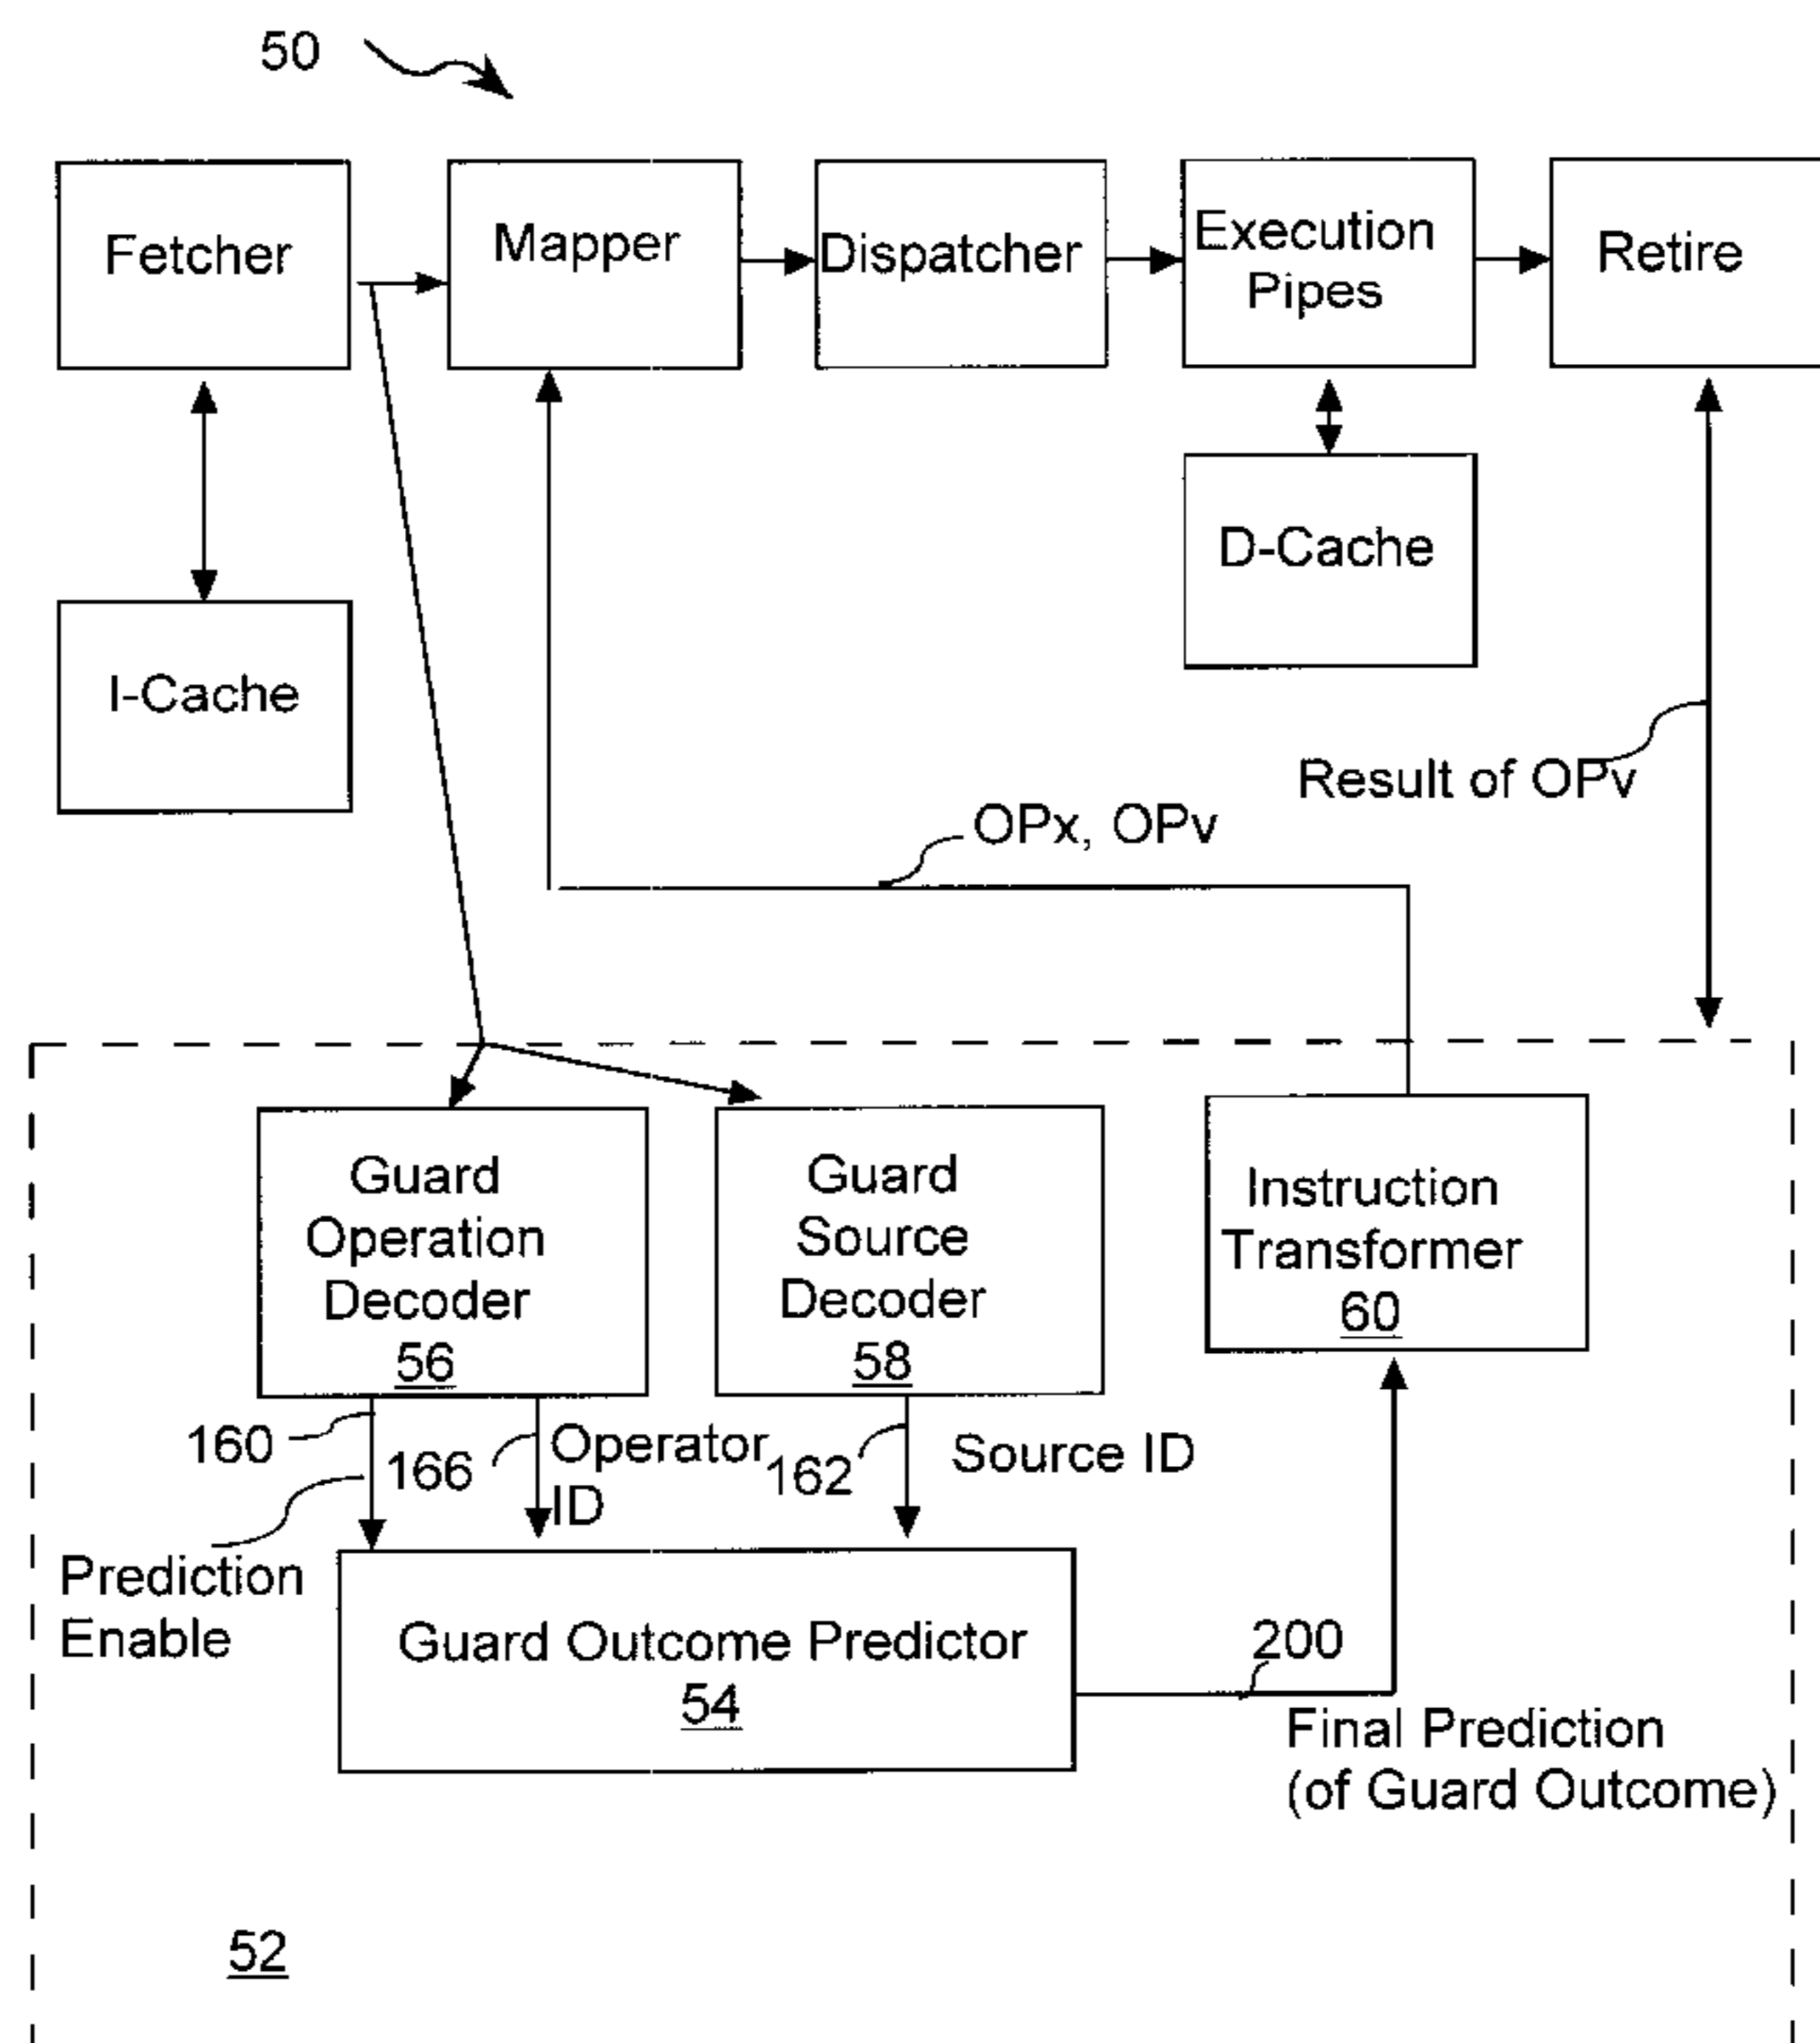 50
Fetcher
Mapper
Dispatcher
Execution
Pipes
Retire
I-Cache
D-Cache
Result of OPv
OPx, OPv
Guard
Operation
Decoder
56
Guard
Source
Decoder
58
Instruction
Transformer
60
160
166
Operator
ID
162
Source ID
Prediction
Enable
Guard Outcome Predictor
54
200
Final Prediction
(of Guard Outcome)
52